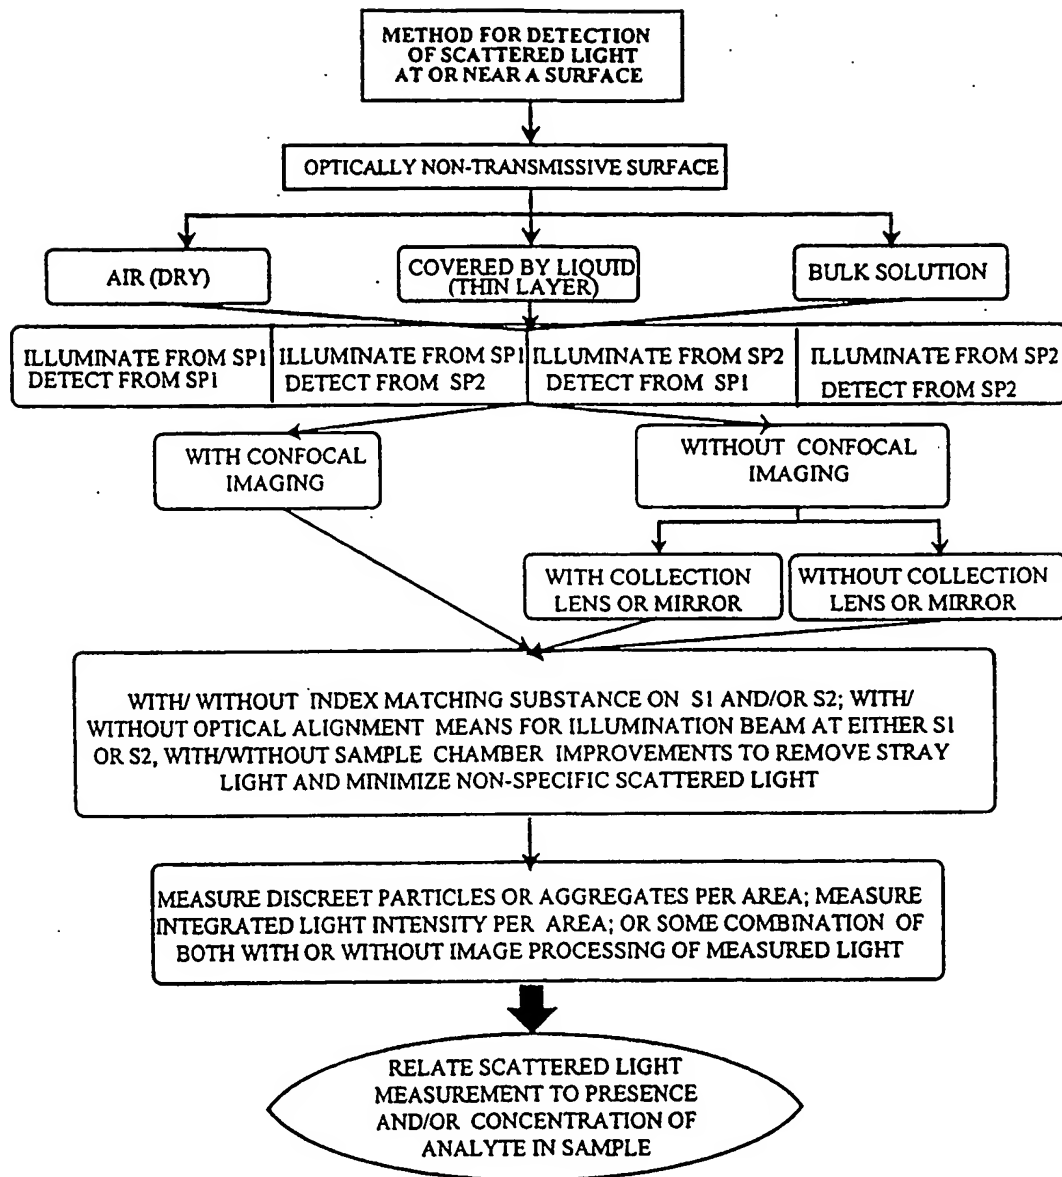 METHOD FOR DETECTION
OF SCATTERED LIGHT
AT OR NEAR A SURFACE
OPTICALLY NON-TRANSMISSIVE SURFACE
AIR (DRY)
COVERED BY LIQUID
(THIN LAYER)
BULK SOLUTION
ILLUMINATE FROM SP1
DETECT FROM SP1
ILLUMINATE FROM SP1
DETECT FROM SP2
ILLUMINATE FROM SP2
DETECT FROM SP1
ILLUMINATE FROM SP2
DETECT FROM SP2
WITH CONFOCAL
IMAGING
WITHOUT CONFOCAL
IMAGING
WITH COLLECTION
LENS OR MIRROR
WITHOUT COLLECTION
LENS OR MIRROR
WITH/ WITHOUT INDEX MATCHING SUBSTANCE ON S1 AND/OR S2; WITH/
WITHOUT OPTICAL ALIGNMENT MEANS FOR ILLUMINATION BEAM AT EITHER S1
OR S2, WITH/WITHOUT SAMPLE CHAMBER IMPROVEMENTS TO REMOVE STRAY
LIGHT AND MINIMIZE NON-SPECIFIC SCATTERED LIGHT
MEASURE DISCREET PARTICLES OR AGGREGATES PER AREA; MEASURE
INTEGRATED LIGHT INTENSITY PER AREA; OR SOME COMBINATION OF
BOTH WITH OR WITHOUT IMAGE PROCESSING OF MEASURED LIGHT
RELATE SCATTERED LIGHT
MEASUREMENT TO PRESENCE
AND/OR CONCENTRATION OF
ANALYTE IN SAMPLE